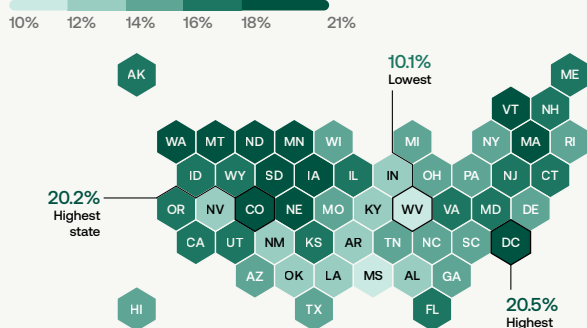 10% 12% 14% 16% 18% 21%
10.1%
Lowest
AK ME
VT NH
WA MT ND MN WI MI NY MA RI
ID WY SD IA IL IN OH PA NJ CT
20.2%
Highest
state
OR NV CO NE MO KY WV VA MD DE
CA UT NM KS AR TN NC SC DC
AZ OK LA MS AL GA
HI TX FL
20.5%
Highest